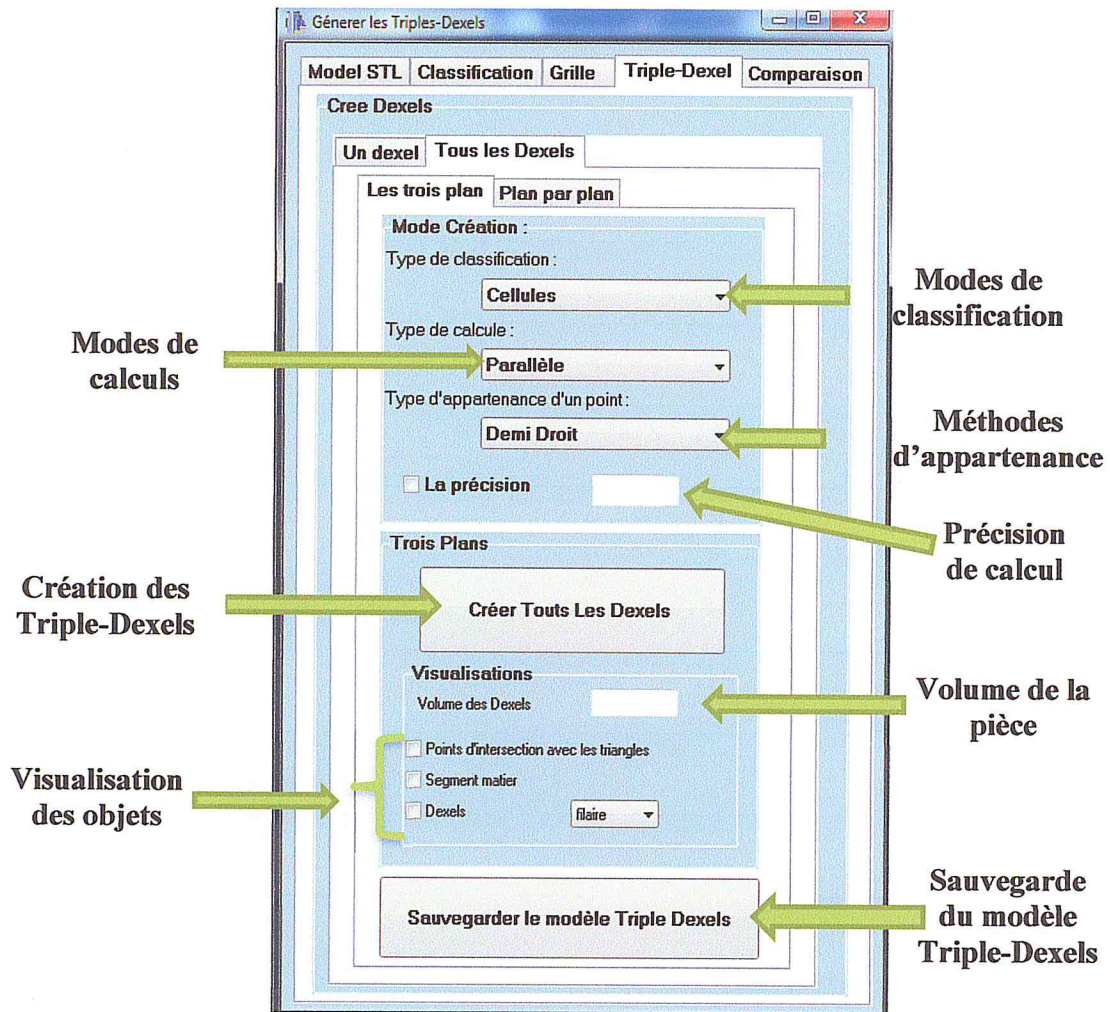 Génerer les Triples-Dexels
Model STL Classification Grille Triple-Dexel Comparaison
Cree Dexels
Un dexel Tous les Dexels
Les trois plan Plan par plan
Mode Création :
Type de classification :
Cellules
Modes de
classification
Type de calcule :
Parallèle
Modes de
calculs
Type d'appartenance d'un point :
Demi Droit
Méthodes
d'appartenance
La précision
Précision
de calcul
Trois Plans
Créer Touts Les Dexels
Création des
Triple-Dexels
Visualisations
Volume des Dexels
Volume de la
pièce
Points d'intersection avec les triangles
Segment matier
Dexels filaire
Visualisation
des objets
Sauvegarder le modèle Triple Dexels
Sauvegarde
du modèle
Triple-Dexels